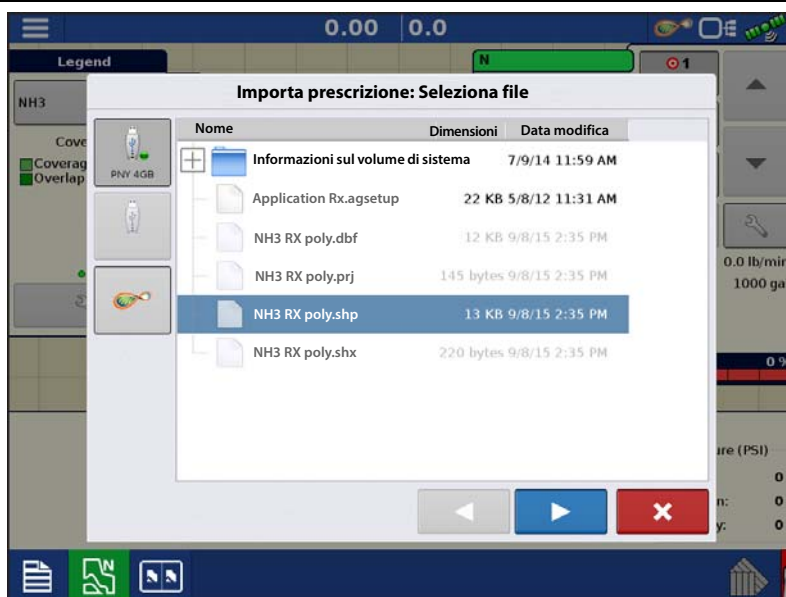 0.00 0.0
Legend
N
1
NH3
Importa prescrizione: Seleziona file
Nome Dimensioni Data modifica
Cove
Coverag
Overlap
PNY 4GB
Informazioni sul volume di sistema 7/9/14 11:59 AM
Application Rx.agsetup 22 KB 5/8/12 11:31 AM
NH3 RX poly.dbf 12 KB 9/8/15 2:35 PM
NH3 RX poly.prj 145 bytes 9/8/15 2:35 PM
NH3 RX poly.shp 13 KB 9/8/15 2:35 PM
NH3 RX poly.shx 220 bytes 9/8/15 2:35 PM
0.0 lb/min
1000 ga
0 %
ure (PSI)
0
n: 0
y: 0
N